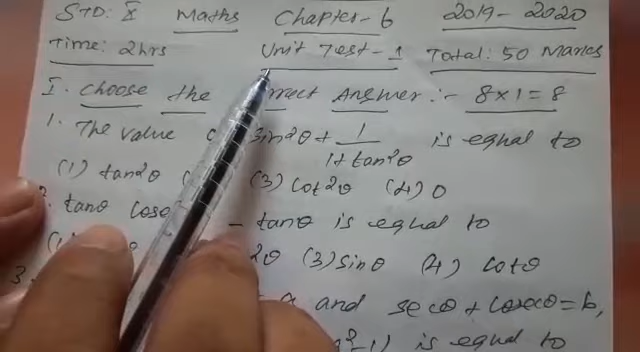 STD: X Maths Chapter-6 2019-2020
Time: 2hrs Unit Test-1 Total: 50 Marks
I. Choose the Answer:- 8×1=8
1. The value sin²θ + 1/1+tan²θ is equal to
(1) tan²θ (3) cot²θ (4) 0
tanθ - tanθ is equal to
2θ (3) sinθ (4) cotθ
3. a and secθ + cosecθ = b,
-1) is equal to